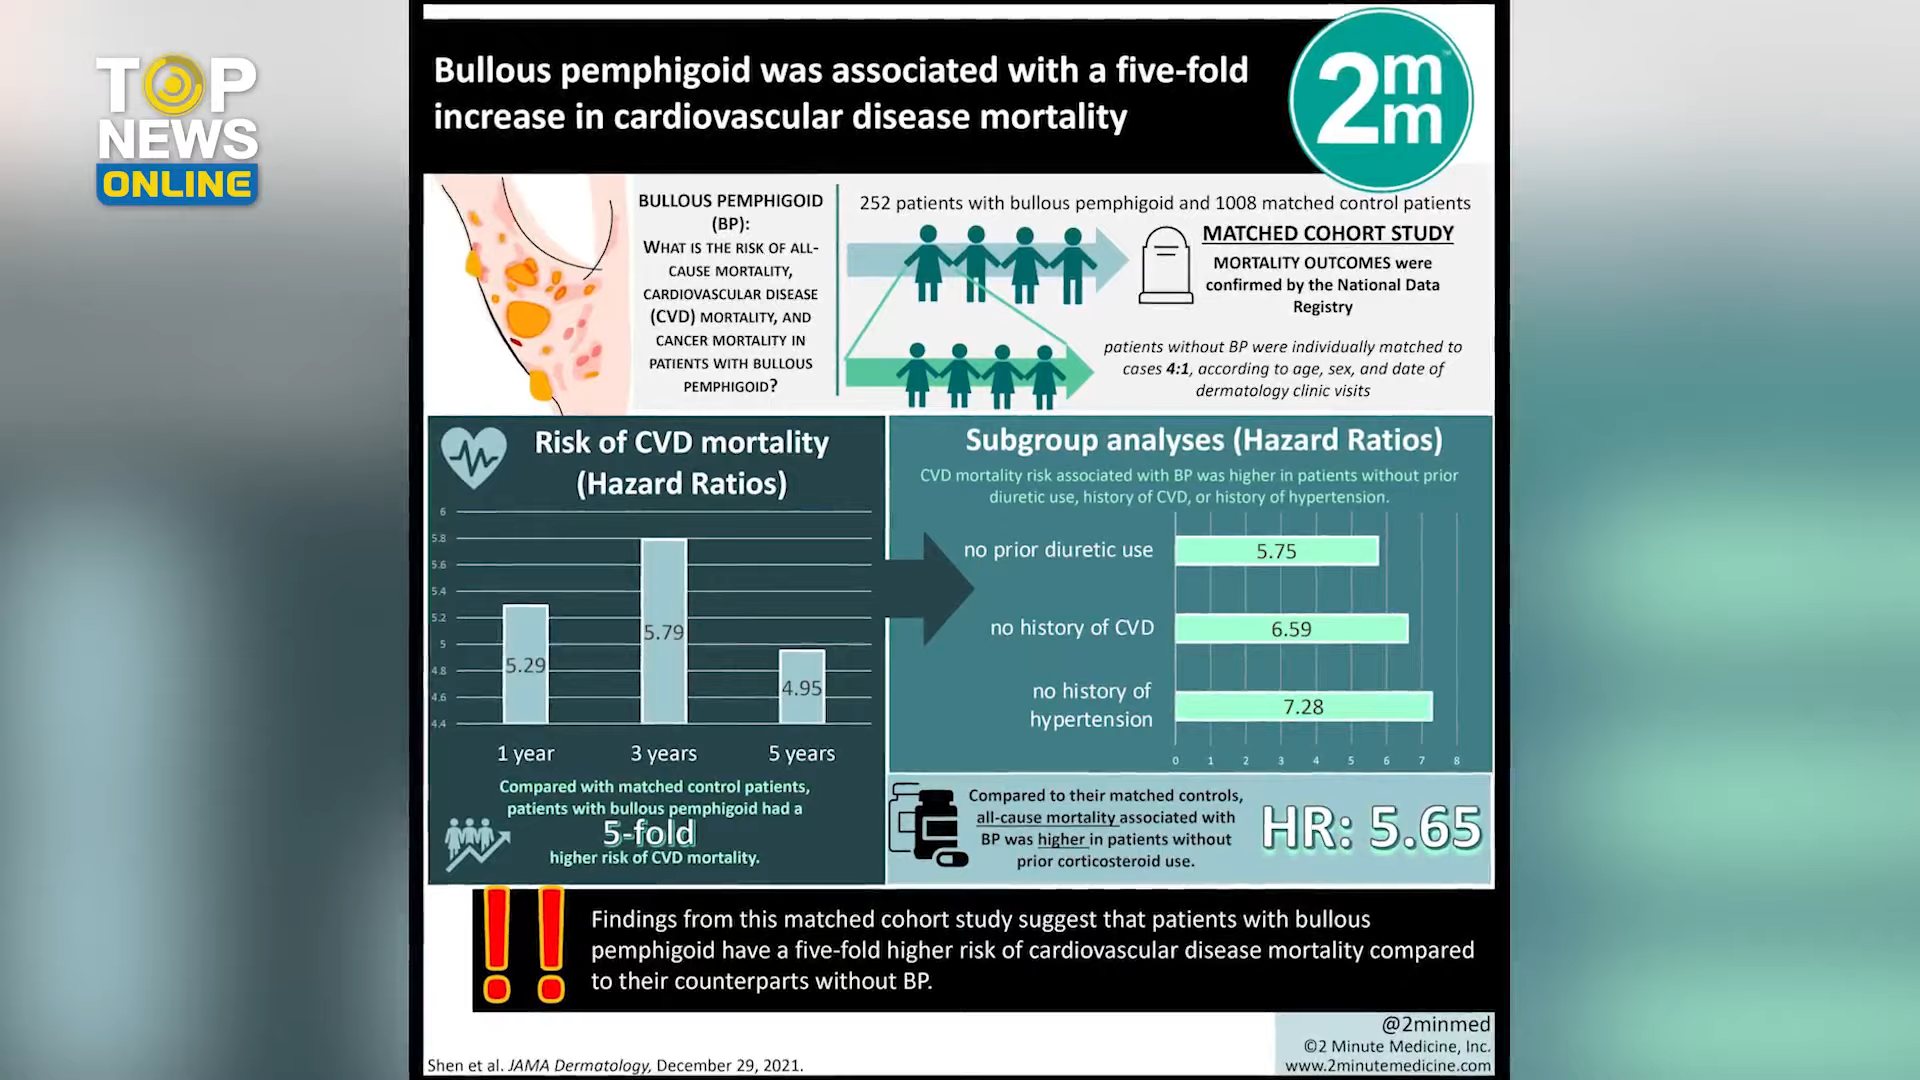 TOP
NEWS
ONLINE
Bullous pemphigoid was associated with a five-fold
increase in cardiovascular disease mortality
2mm
BULLOUS PEMPHIGOID
(BP):
WHAT IS THE RISK OF ALL-
CAUSE MORTALITY,
CARDIOVASCULAR DISEASE
(CVD) MORTALITY, AND
CANCER MORTALITY IN
PATIENTS WITH BULLOUS
PEMPHIGOID?
252 patients with bullous pemphigoid and 1008 matched control patients
MATCHED COHORT STUDY
MORTALITY OUTCOMES were
confirmed by the National Data
Registry
patients without BP were individually matched to
cases 4:1, according to age, sex, and date of
dermatology clinic visits
Risk of CVD mortality
(Hazard Ratios)
6
5.8
5.6
5.4
5.2
5
4.8
4.6
4.4
5.29
5.79
4.95
1 year
3 years
5 years
Compared with matched control patients,
patients with bullous pemphigoid had a
5-fold
higher risk of CVD mortality.
Subgroup analyses (Hazard Ratios)
CVD mortality risk associated with BP was higher in patients without prior
diuretic use, history of CVD, or history of hypertension.
no prior diuretic use
5.75
no history of CVD
6.59
no history of
hypertension
7.28
0 1 2 3 4 5 6 7 8
Compared to their matched controls,
all-cause mortality associated with
BP was higher in patients without
prior corticosteroid use.
HR: 5.65
Findings from this matched cohort study suggest that patients with bullous
pemphigoid have a five-fold higher risk of cardiovascular disease mortality compared
to their counterparts without BP.
@2minmed
©2 Minute Medicine, Inc.
www.2minutemedicine.com
Shen et al. JAMA Dermatology, December 29, 2021.